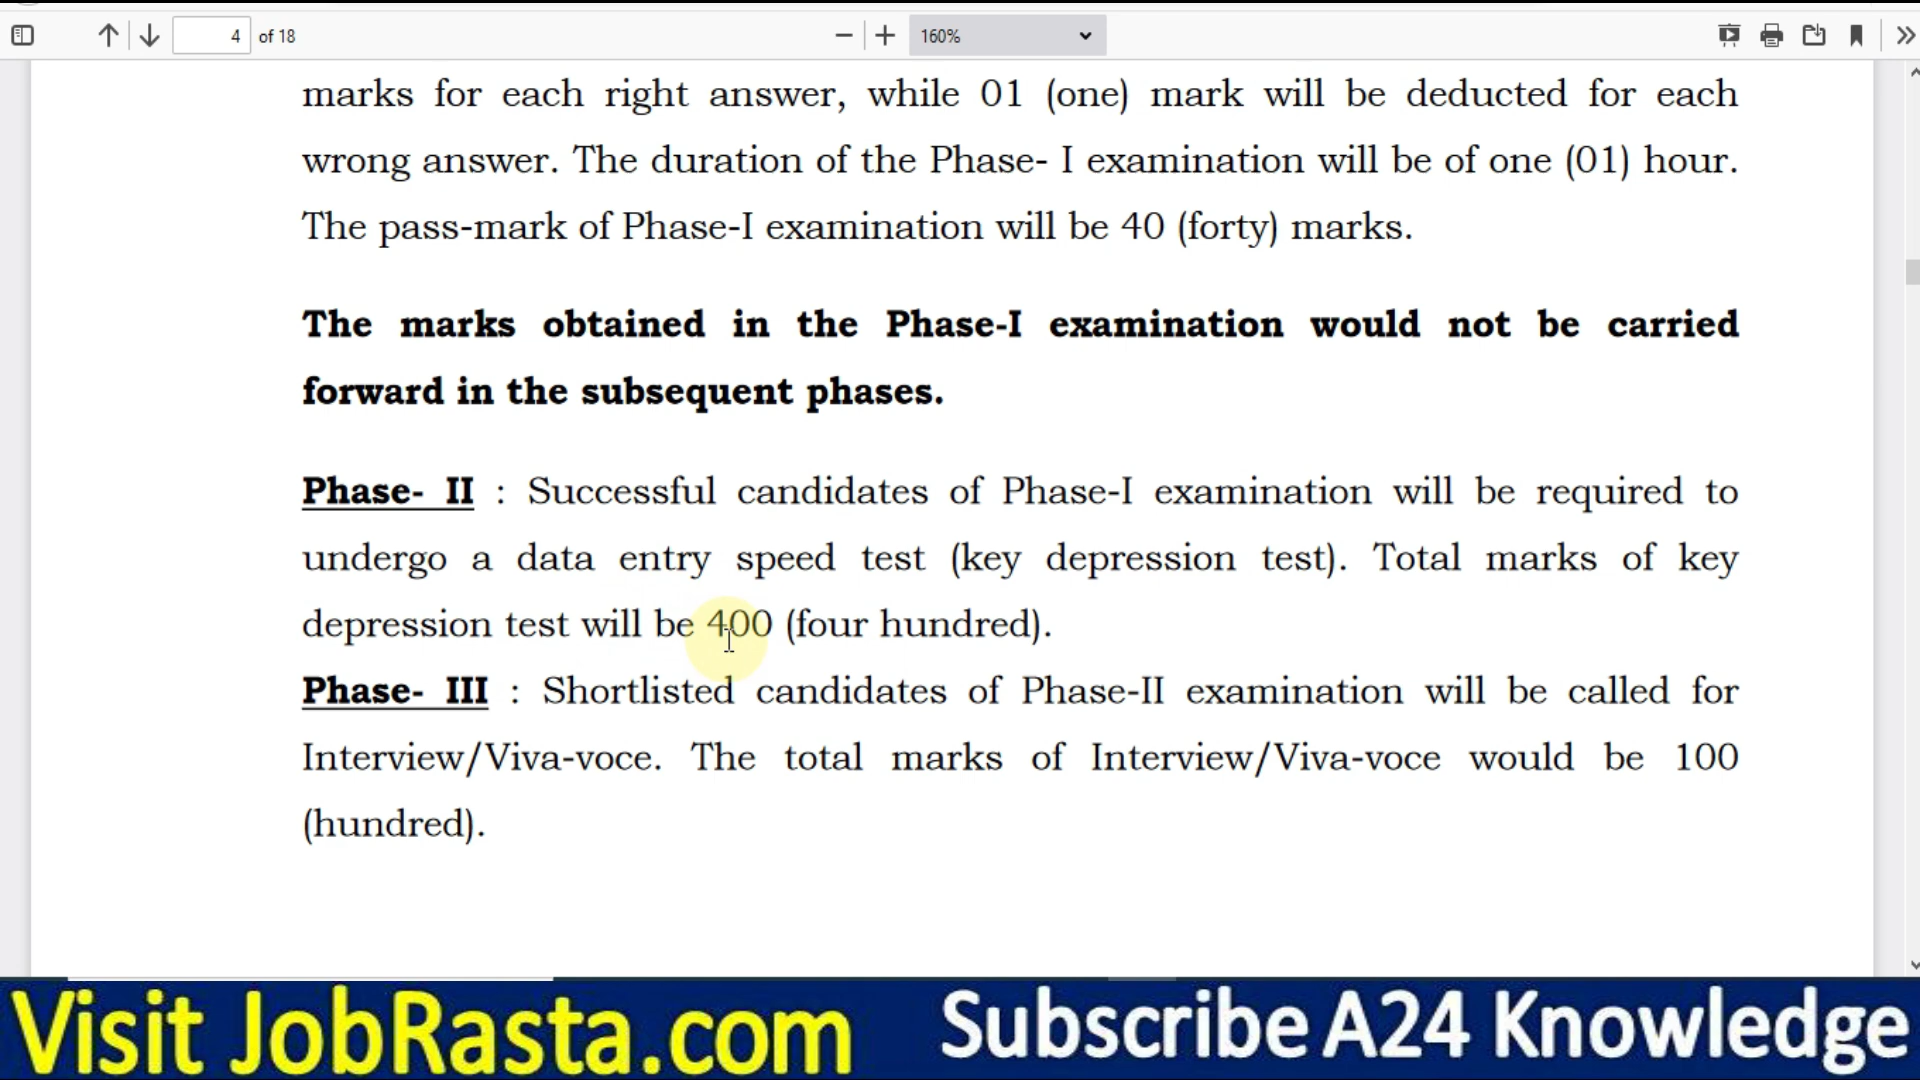 4 of 18 160%
marks for each right answer, while 01 (one) mark will be deducted for each
wrong answer. The duration of the Phase- I examination will be of one (01) hour.
The pass-mark of Phase-I examination will be 40 (forty) marks.
The marks obtained in the Phase-I examination would not be carried
forward in the subsequent phases.
Phase- II : Successful candidates of Phase-I examination will be required to
undergo a data entry speed test (key depression test). Total marks of key
depression test will be 400 (four hundred).
Phase- III : Shortlisted candidates of Phase-II examination will be called for
Interview/Viva-voce. The total marks of Interview/Viva-voce would be 100
(hundred).
Visit JobRasta.com Subscribe A24 Knowledge